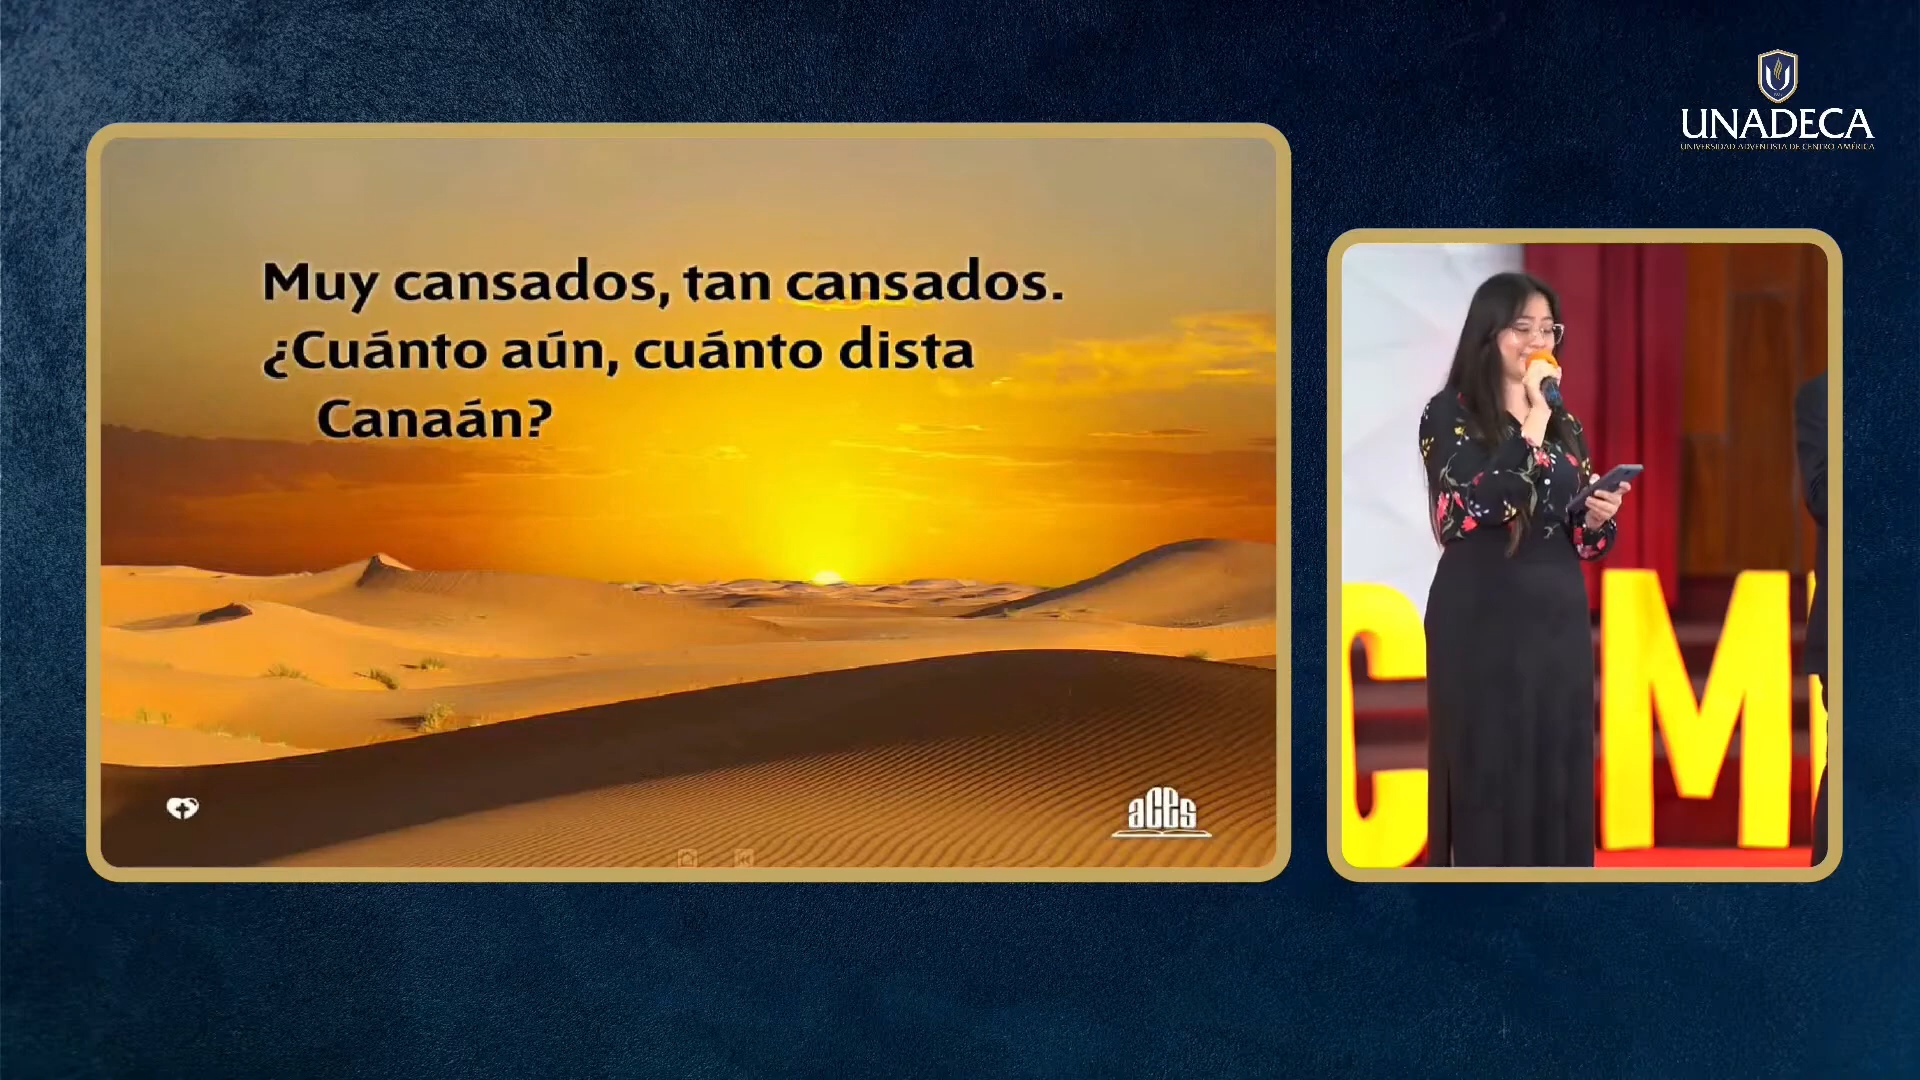 UNADECA
UNIVERSIDAD ADVENTISTA DE CENTRO AMÉRICA
Muy cansados, tan cansados.
¿Cuánto aún, cuánto dista
Canaán?
aces
C M